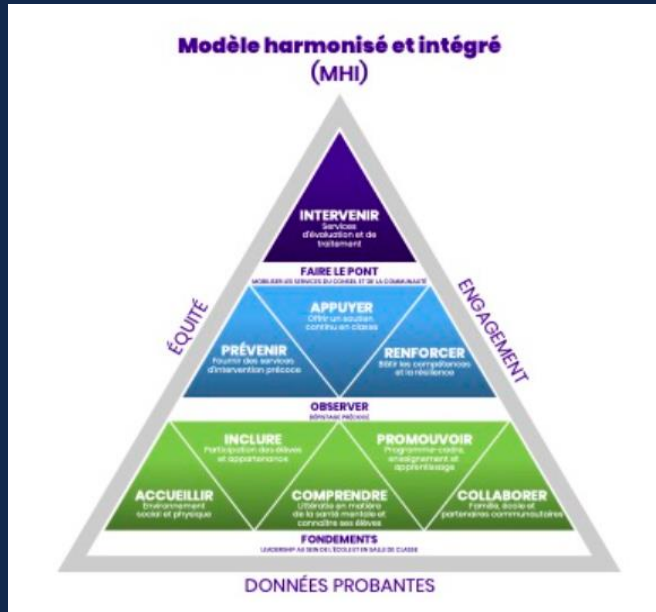 Modèle harmonisé et intégré
(MHI)
INTERVENIR
Services
d'évaluation et de
traitement
FAIRE LE PONT
MOBILISER LES SERVICES DU CONSEIL ET DE LA COMMUNAUTÉ
ÉQUITÉ
ENGAGEMENT
APPUYER
Offrir un soutien
continu en classe
PRÉVENIR
Fournir des services
d'intervention précoce
RENFORCER
Bâtir les compétences
et la résilience
OBSERVER
DÉPISTAGE PRÉCOCE
INCLURE
Participation des élèves
et appartenance
PROMOUVOIR
Programme-cadre,
enseignement et
apprentissage
ACCUEILLIR
Environnement
social et physique
COMPRENDRE
Littératie en matière
de la santé mentale et
connaître ses élèves
COLLABORER
Famille, école et
partenaires communautaires
FONDEMENTS
LEADERSHIP AU SEIN DE L'ÉCOLE ET EN SALLE DE CLASSE
DONNÉES PROBANTES